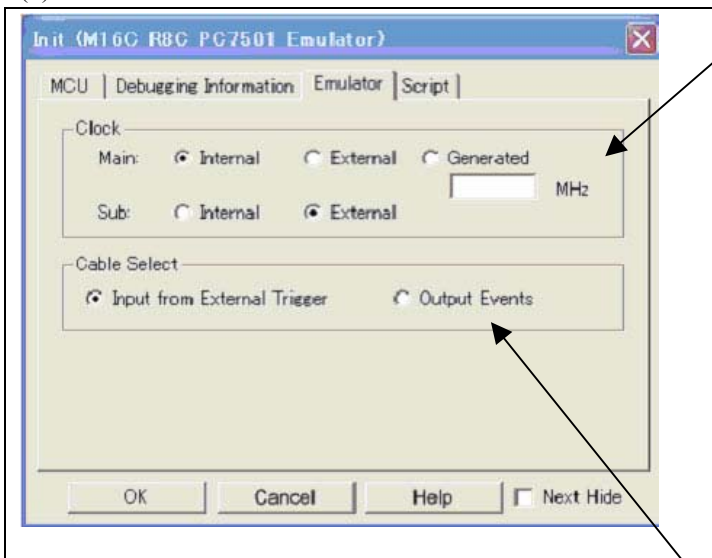 Init (M16C R8C PC7501 Emulator)
MCU Debugging Information Emulator Script
Clock
Main: Internal External Generated
MHz
Sub: Internal External
Cable Select
Input from External Trigger Output Events
OK Cancel Help Next Hide